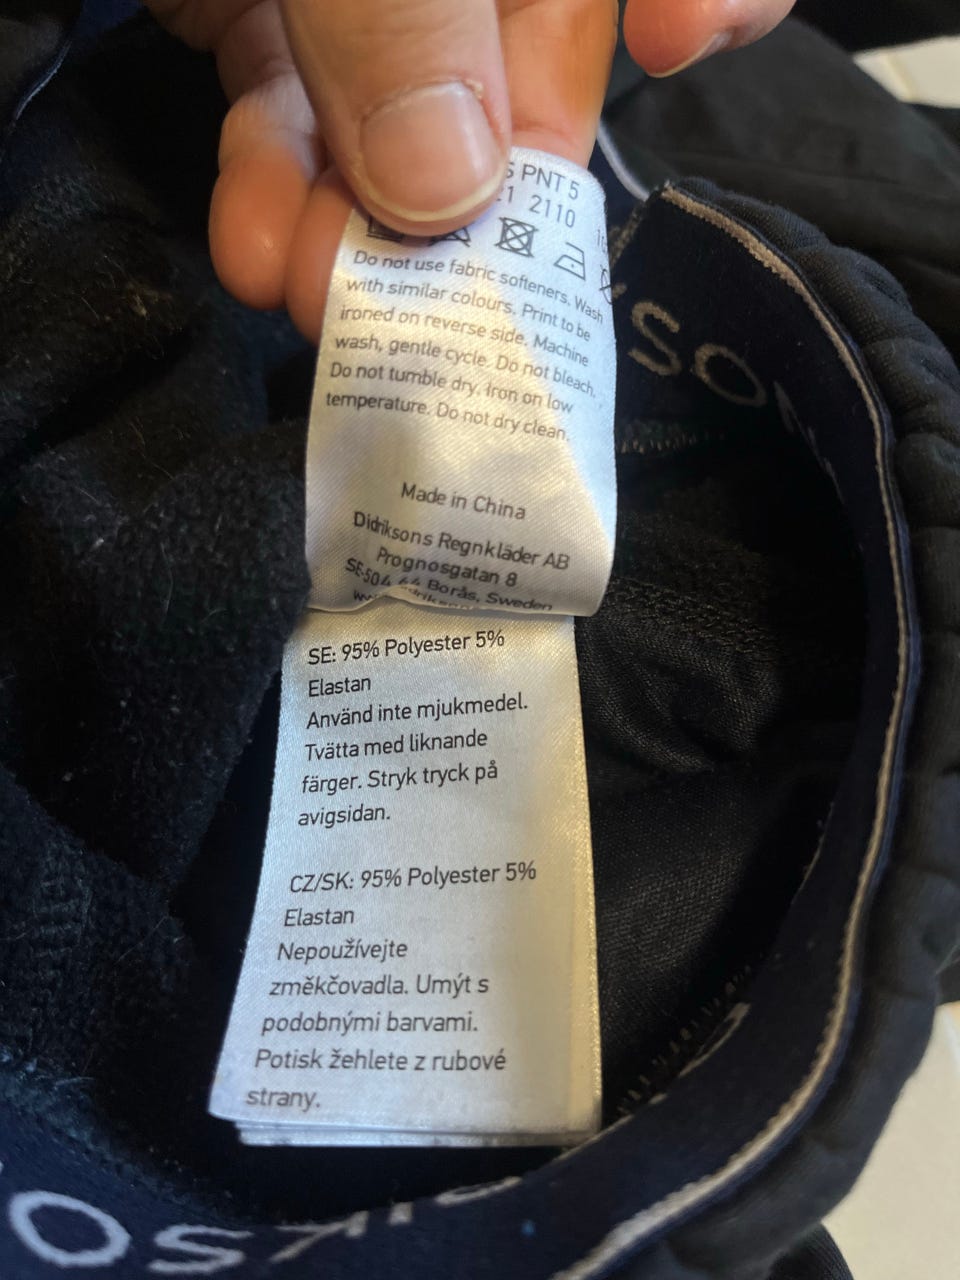 PNT 5
2110
Do not use fabric softeners. Wash
with similar colours. Print to be
ironed on reverse side. Machine
wash, gentle cycle. Do not bleach.
Do not tumble dry. Iron on low
temperature. Do not dry clean.
Made in China
Didriksons Regnkläder AB
Prognosgatan 8
SE-504 64 Borås, Sweden
SE: 95% Polyester 5%
Elastan
Använd inte mjukmedel.
Tvätta med liknande
färger. Stryk tryck på
avigsidan.
CZ/SK: 95% Polyester 5%
Elastan
Nepoužívejte
změkčovadla. Umýt s
podobnými barvami.
Potisk žehlete z rubové
strany.